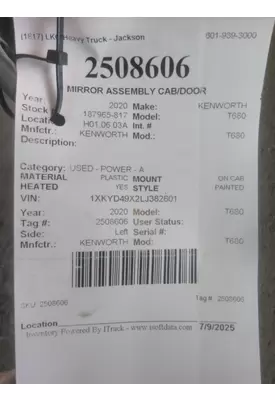 (1617) LKQ Heavy Truck - Jackson 601-939-3000
2508606
MIRROR ASSEMBLY CAB/DOOR
Year: 2020 Make: KENWORTH
Stock # 187965-817 Model: T680
Location: H01.06.03A Int. #
Mnfctr.: KENWORTH Mod.: T680
Description:
Category: USED - POWER - A
MATERIAL PLASTIC MOUNT ON CAB
HEATED YES STYLE PAINTED
VIN: 1XKYD49X2LJ382601
Year: 2020 Model: T680
Tag #: 2508606 User Status:
Side: Left Serial #:
Mnfctr.: KENWORTH Mod: T680
SKU: 2508606 Tag #: 2508606
Location
Inventory Powered By ITrack - www.isoftdata.com 7/9/2025